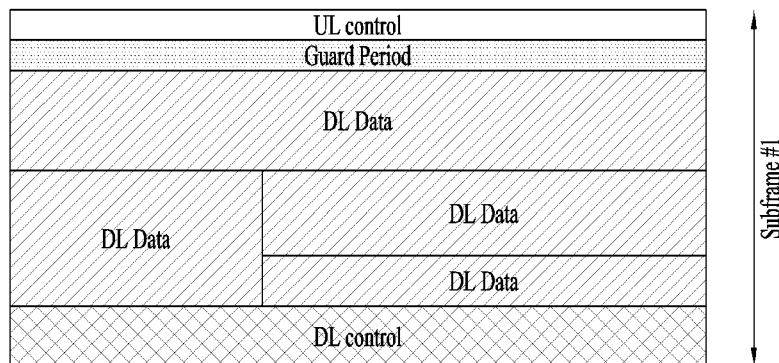 UL control
Guard Period
DL Data
DL Data
DL Data
DL Data
DL control
Subframe #1